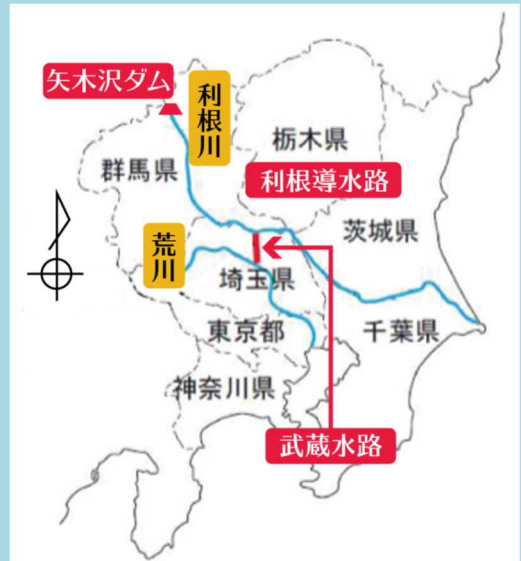 矢木沢ダム
利根川
栃木県
群馬県
利根導水路
荒川
茨城県
埼玉県
東京都
千葉県
神奈川県
武蔵水路